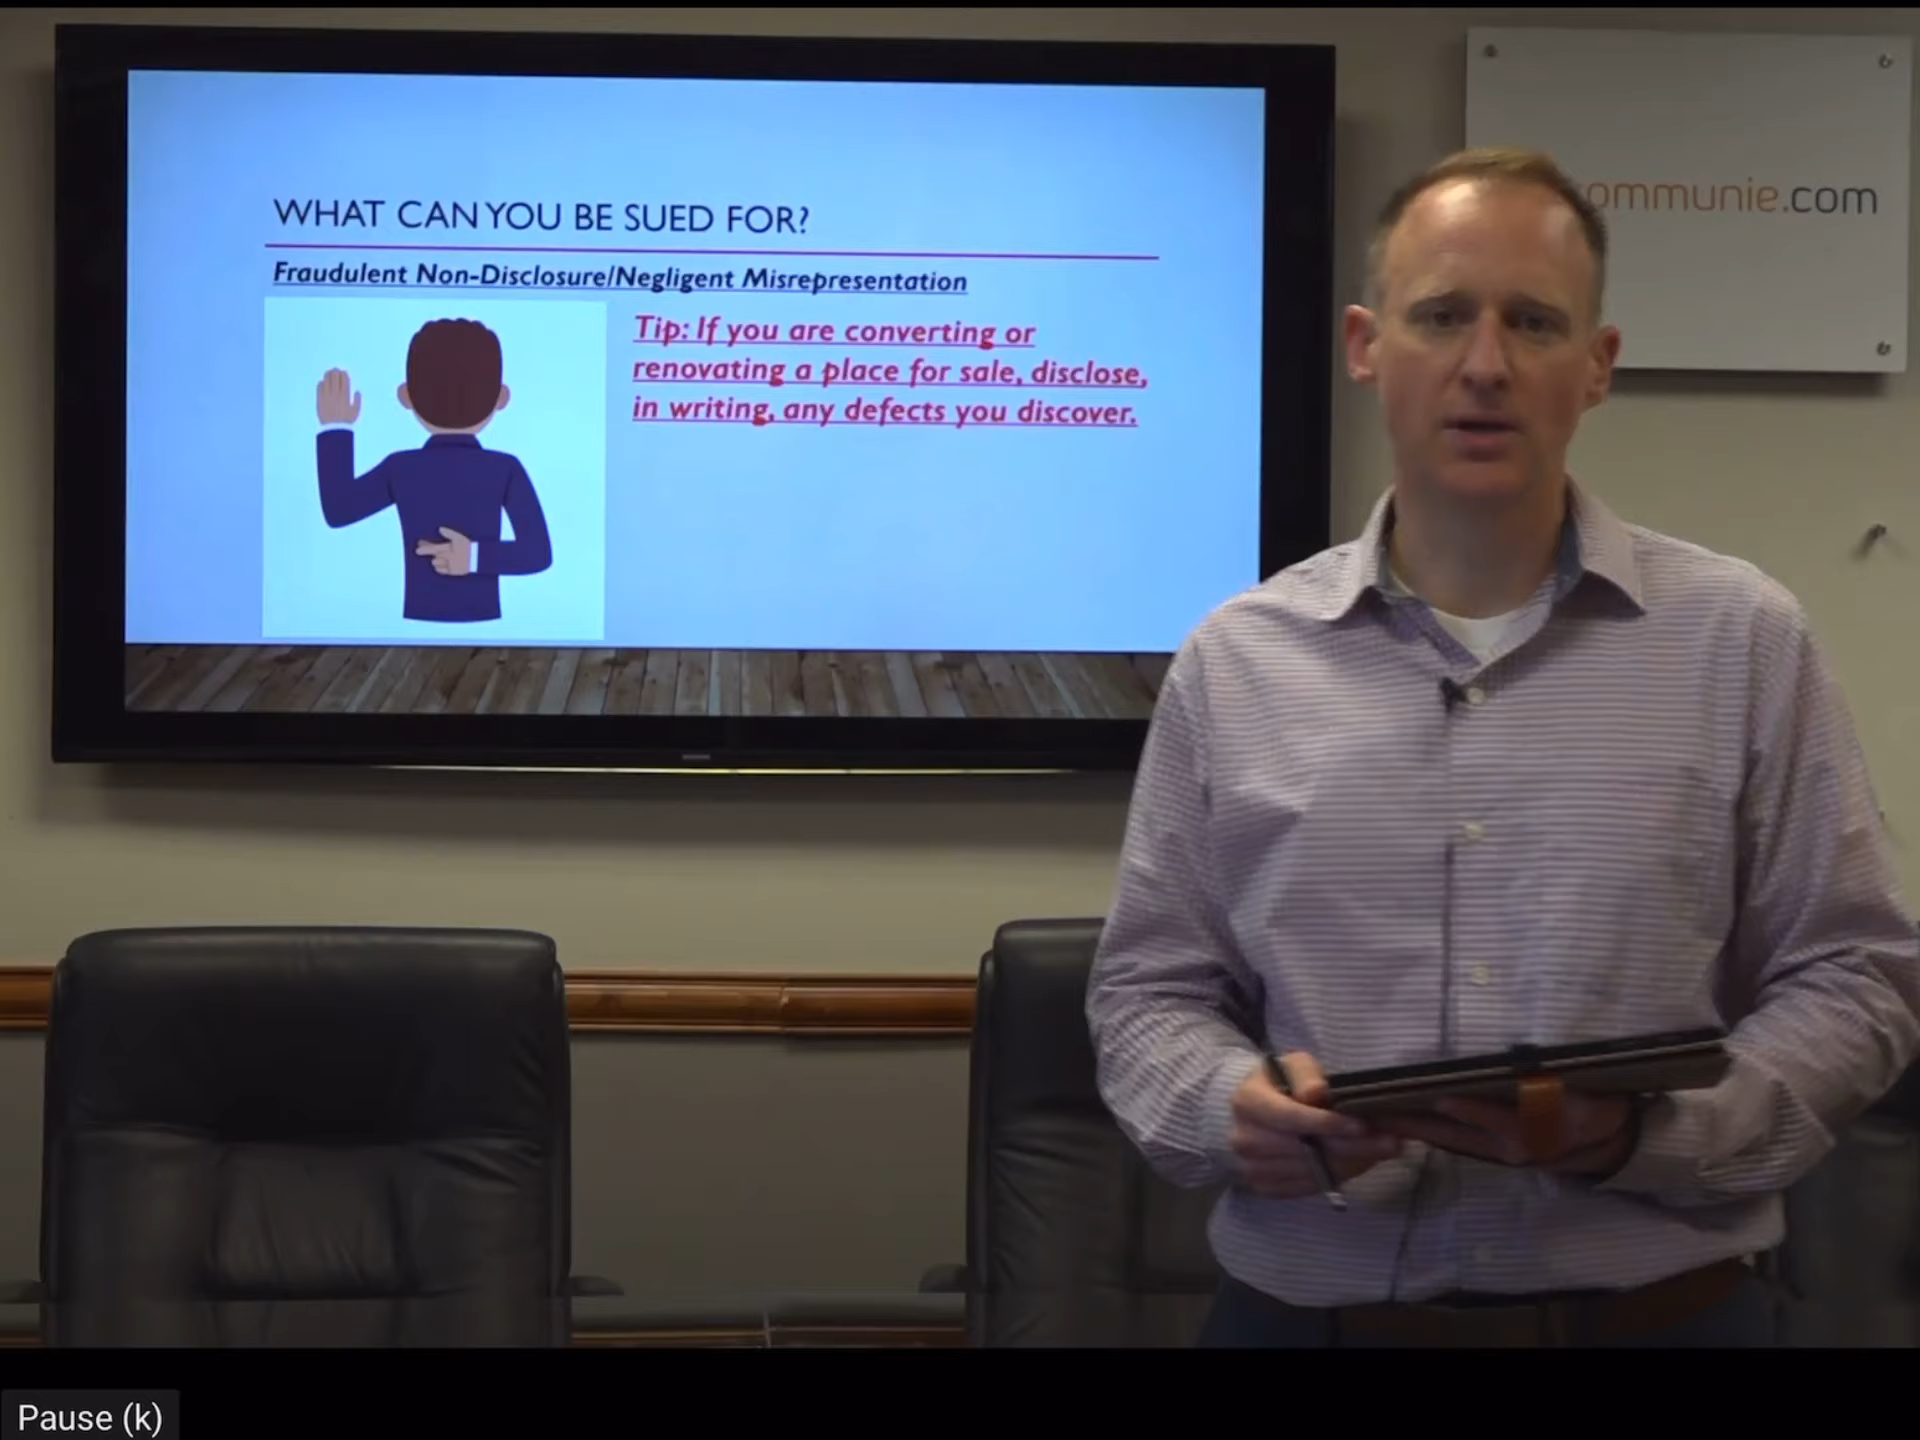 WHAT CAN YOU BE SUED FOR?
Fraudulent Non-Disclosure/Negligent Misrepresentation
Tip: If you are converting or
renovating a place for sale, disclose,
in writing, any defects you discover.
ommunie.com
Pause (k)